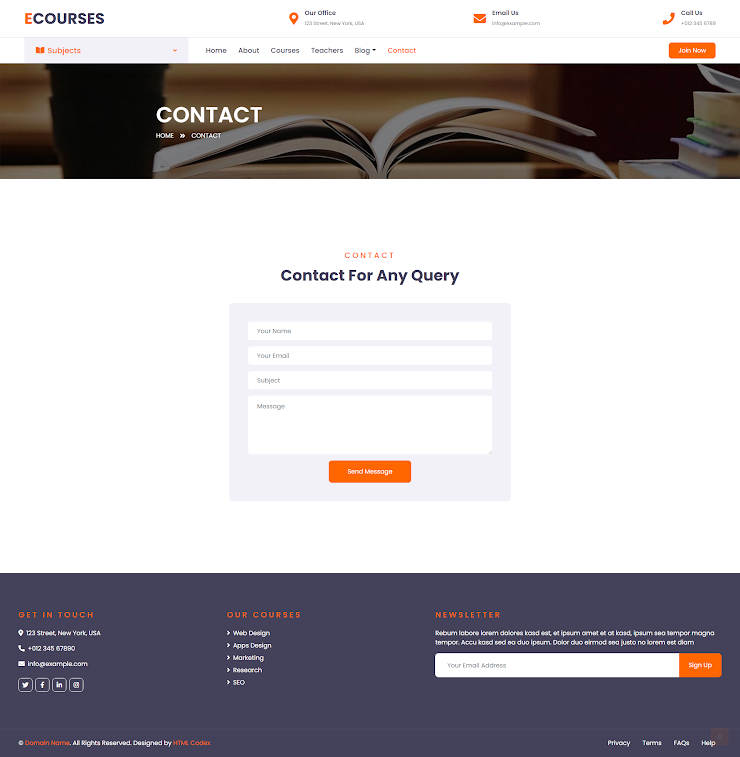 ECOURSES
Our Office
123 Street, New York, USA
Email Us
info@example.com
Call Us
+012 345 6789
Subjects
Home About Courses Teachers Blog Contact
Join Now
CONTACT
HOME CONTACT
CONTACT
Contact For Any Query
Your Name
Your Email
Subject
Message
Send Message
GET IN TOUCH
123 Street, New York, USA
+012 345 67890
info@example.com
OUR COURSES
Web Design
Apps Design
Marketing
Research
SEO
NEWSLETTER
Rebum labore lorem dolores kasd est, et ipsum amet et at kasd, ipsum sea tempor magna
tempor. Accu kasd sed ea duo ipsum. Dolor duo eirmod sea justo no lorem est diam
Your Email Address
Sign Up
© Domain Name. All Rights Reserved. Designed by HTML Codex
Privacy Terms FAQs Help